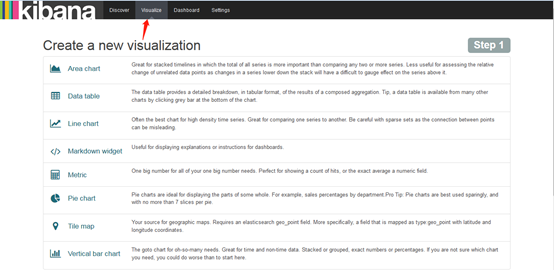 kibana Discover Visualize Dashboard Settings
Create a new visualization Step 1
Area chart Great for stacked timelines in which the total of all series is more important than comparing any two or more series. Less useful for assessing the relative
change of unrelated data points as changes in a series lower down the stack will have a difficult to gauge effect on the series above it.
Data table The data table provides a detailed breakdown, in tabular format, of the results of a composed aggregation. Tip, a data table is available from many other
charts by clicking grey bar at the bottom of the chart.
Line chart Often the best chart for high density time series. Great for comparing one series to another. Be careful with sparse sets as the connection between points
can be misleading.
Markdown widget Useful for displaying explanations or instructions for dashboards.
Metric One big number for all of your one big number needs. Perfect for showing a count of hits, or the exact average a numeric field.
Pie chart Pie charts are ideal for displaying the parts of some whole. For example, sales percentages by department.Pro Tip: Pie charts are best used sparingly, and
with no more than 7 slices per pie.
Tile map Your source for geographic maps. Requires an elasticsearch geo_point field. More specifically, a field that is mapped as type geo_point with latitude and
longitude coordinates.
Vertical bar chart The goto chart for oh-so-many needs. Great for time and non-time data. Stacked or grouped, exact numbers or percentages. If you are not sure which chart
you need, you could do worse than to start here.